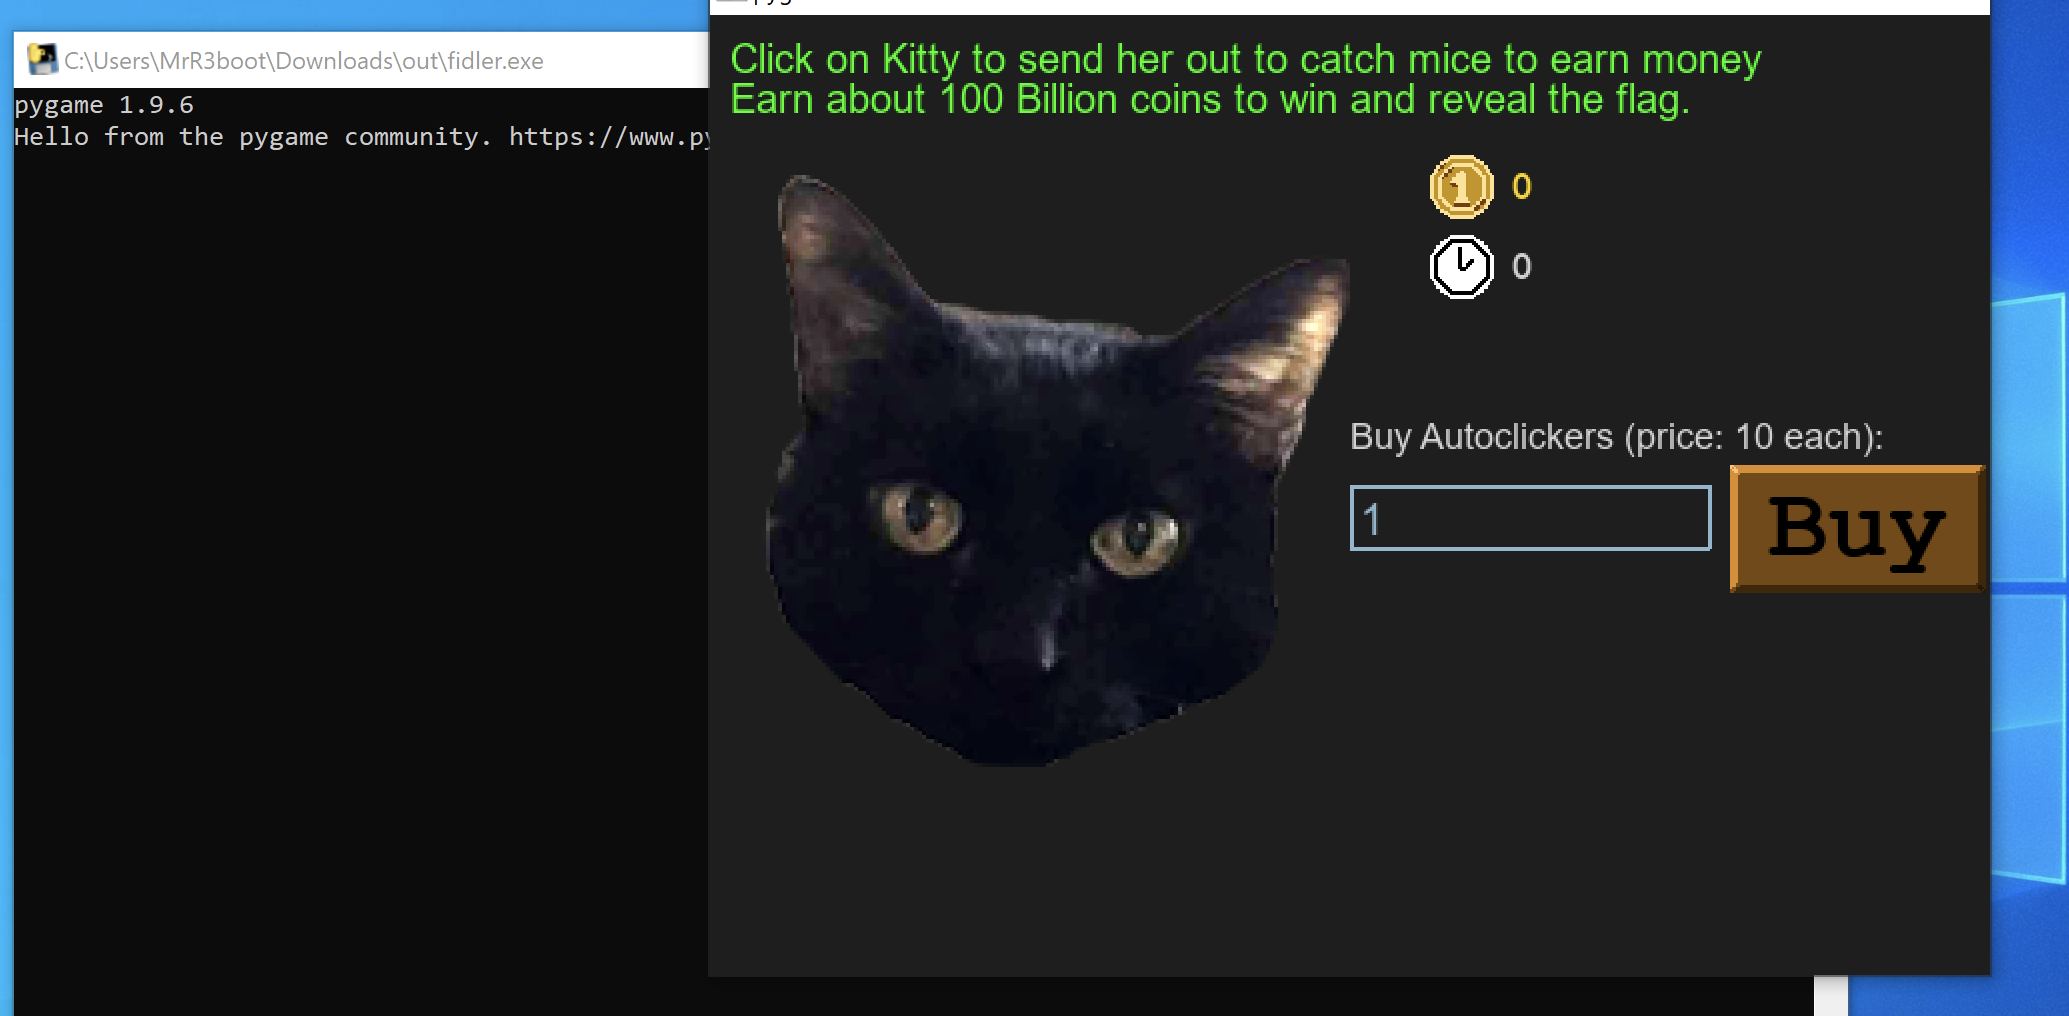 C:\Users\MrR3boot\Downloads\out\fidler.exe
pygame 1.9.6
Hello from the pygame community. https://www.py
Click on Kitty to send her out to catch mice to earn money
Earn about 100 Billion coins to win and reveal the flag.
1 0
0
Buy Autoclickers (price: 10 each):
1
Buy